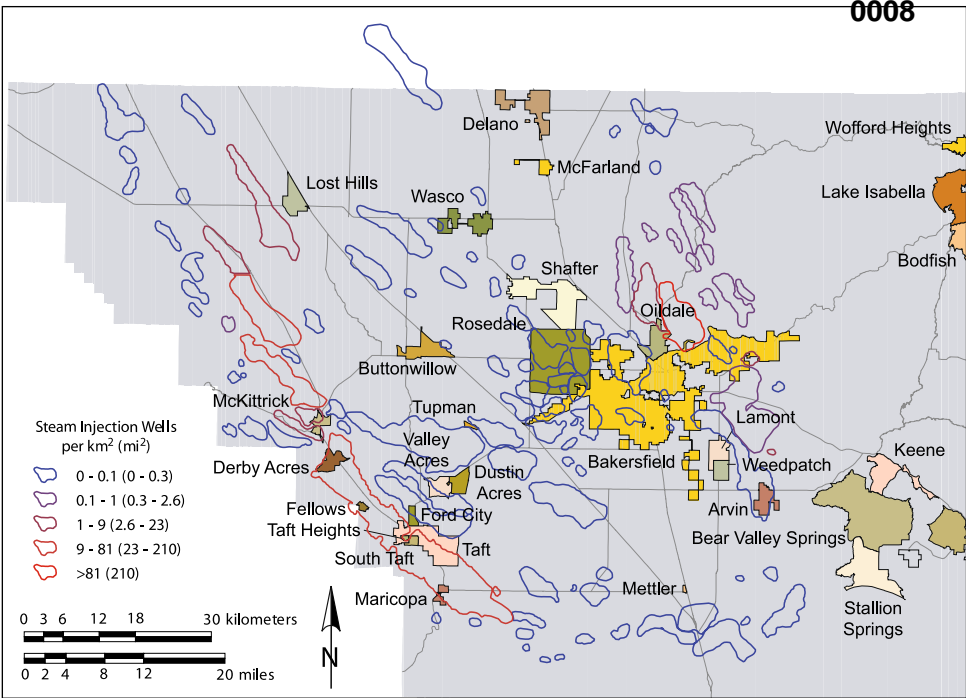 0008
Wofford Heights
Delano
McFarland
Lost Hills
Wasco
Lake Isabella
Bodfish
Shafter
Rosedale
Oildale
Buttonwillow
McKittrick
Tupman
Lamont
Steam Injection Wells
per km² (mi²)
0 - 0.1 (0 - 0.3)
0.1 - 1 (0.3 - 2.6)
1 - 9 (2.6 - 23)
9 - 81 (23 - 210)
>81 (210)
Valley
Acres
Derby Acres
Dustin
Acres
Bakersfield
Weedpatch
Keene
Fellows
Ford City
Taft Heights
Arvin
Bear Valley Springs
South Taft
Taft
Maricopa
Mettler
Stallion
Springs
0 3 6 12 18 30 kilometers
0 2 4 8 12 20 miles
N